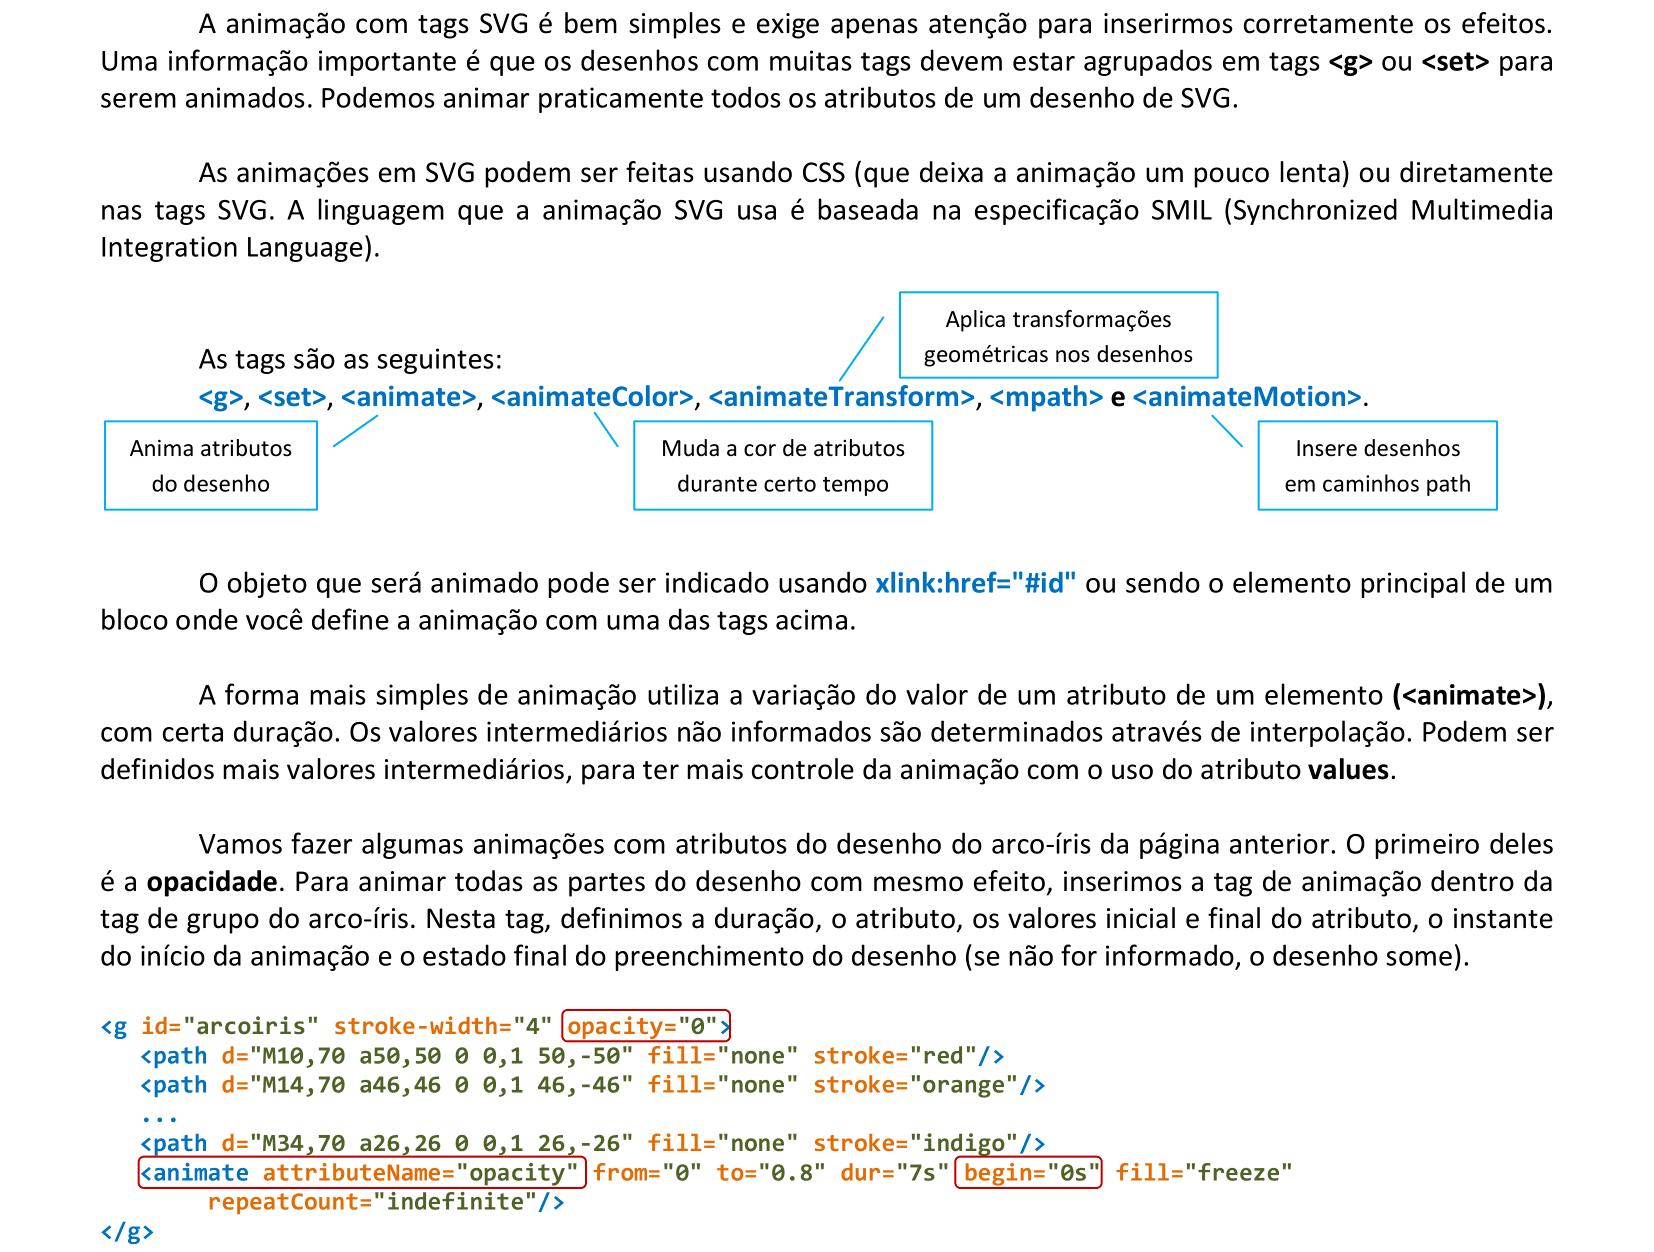 A animação com tags SVG é bem simples e exige apenas atenção para inserirmos corretamente os efeitos.
Uma informação importante é que os desenhos com muitas tags devem estar agrupados em tags <g> ou <set> para
serem animados. Podemos animar praticamente todos os atributos de um desenho de SVG.
As animações em SVG podem ser feitas usando CSS (que deixa a animação um pouco lenta) ou diretamente
nas tags SVG. A linguagem que a animação SVG usa é baseada na especificação SMIL (Synchronized Multimedia
Integration Language).
Aplica transformações
geométricas nos desenhos
As tags são as seguintes:
<g>, <set>, <animate>, <animateColor>, <animateTransform>, <mpath> e <animateMotion>.
Anima atributos
do desenho
Muda a cor de atributos
durante certo tempo
Insere desenhos
em caminhos path
O objeto que será animado pode ser indicado usando xlink:href="#id" ou sendo o elemento principal de um
bloco onde você define a animação com uma das tags acima.
A forma mais simples de animação utiliza a variação do valor de um atributo de um elemento (<animate>),
com certa duração. Os valores intermediários não informados são determinados através de interpolação. Podem ser
definidos mais valores intermediários, para ter mais controle da animação com o uso do atributo values.
Vamos fazer algumas animações com atributos do desenho do arco-íris da página anterior. O primeiro deles
é a opacidade. Para animar todas as partes do desenho com mesmo efeito, inserimos a tag de animação dentro da
tag de grupo do arco-íris. Nesta tag, definimos a duração, o atributo, os valores inicial e final do atributo, o instante
do início da animação e o estado final do preenchimento do desenho (se não for informado, o desenho some).
<g id="arcoiris" stroke-width="4" opacity="0">
<path d="M10,70 a50,50 0 0,1 50,-50" fill="none" stroke="red"/>
<path d="M14,70 a46,46 0 0,1 46,-46" fill="none" stroke="orange"/>
...
<path d="M34,70 a26,26 0 0,1 26,-26" fill="none" stroke="indigo"/>
<animate attributeName="opacity" from="0" to="0.8" dur="7s" begin="0s" fill="freeze"
repeatCount="indefinite"/>
</g>